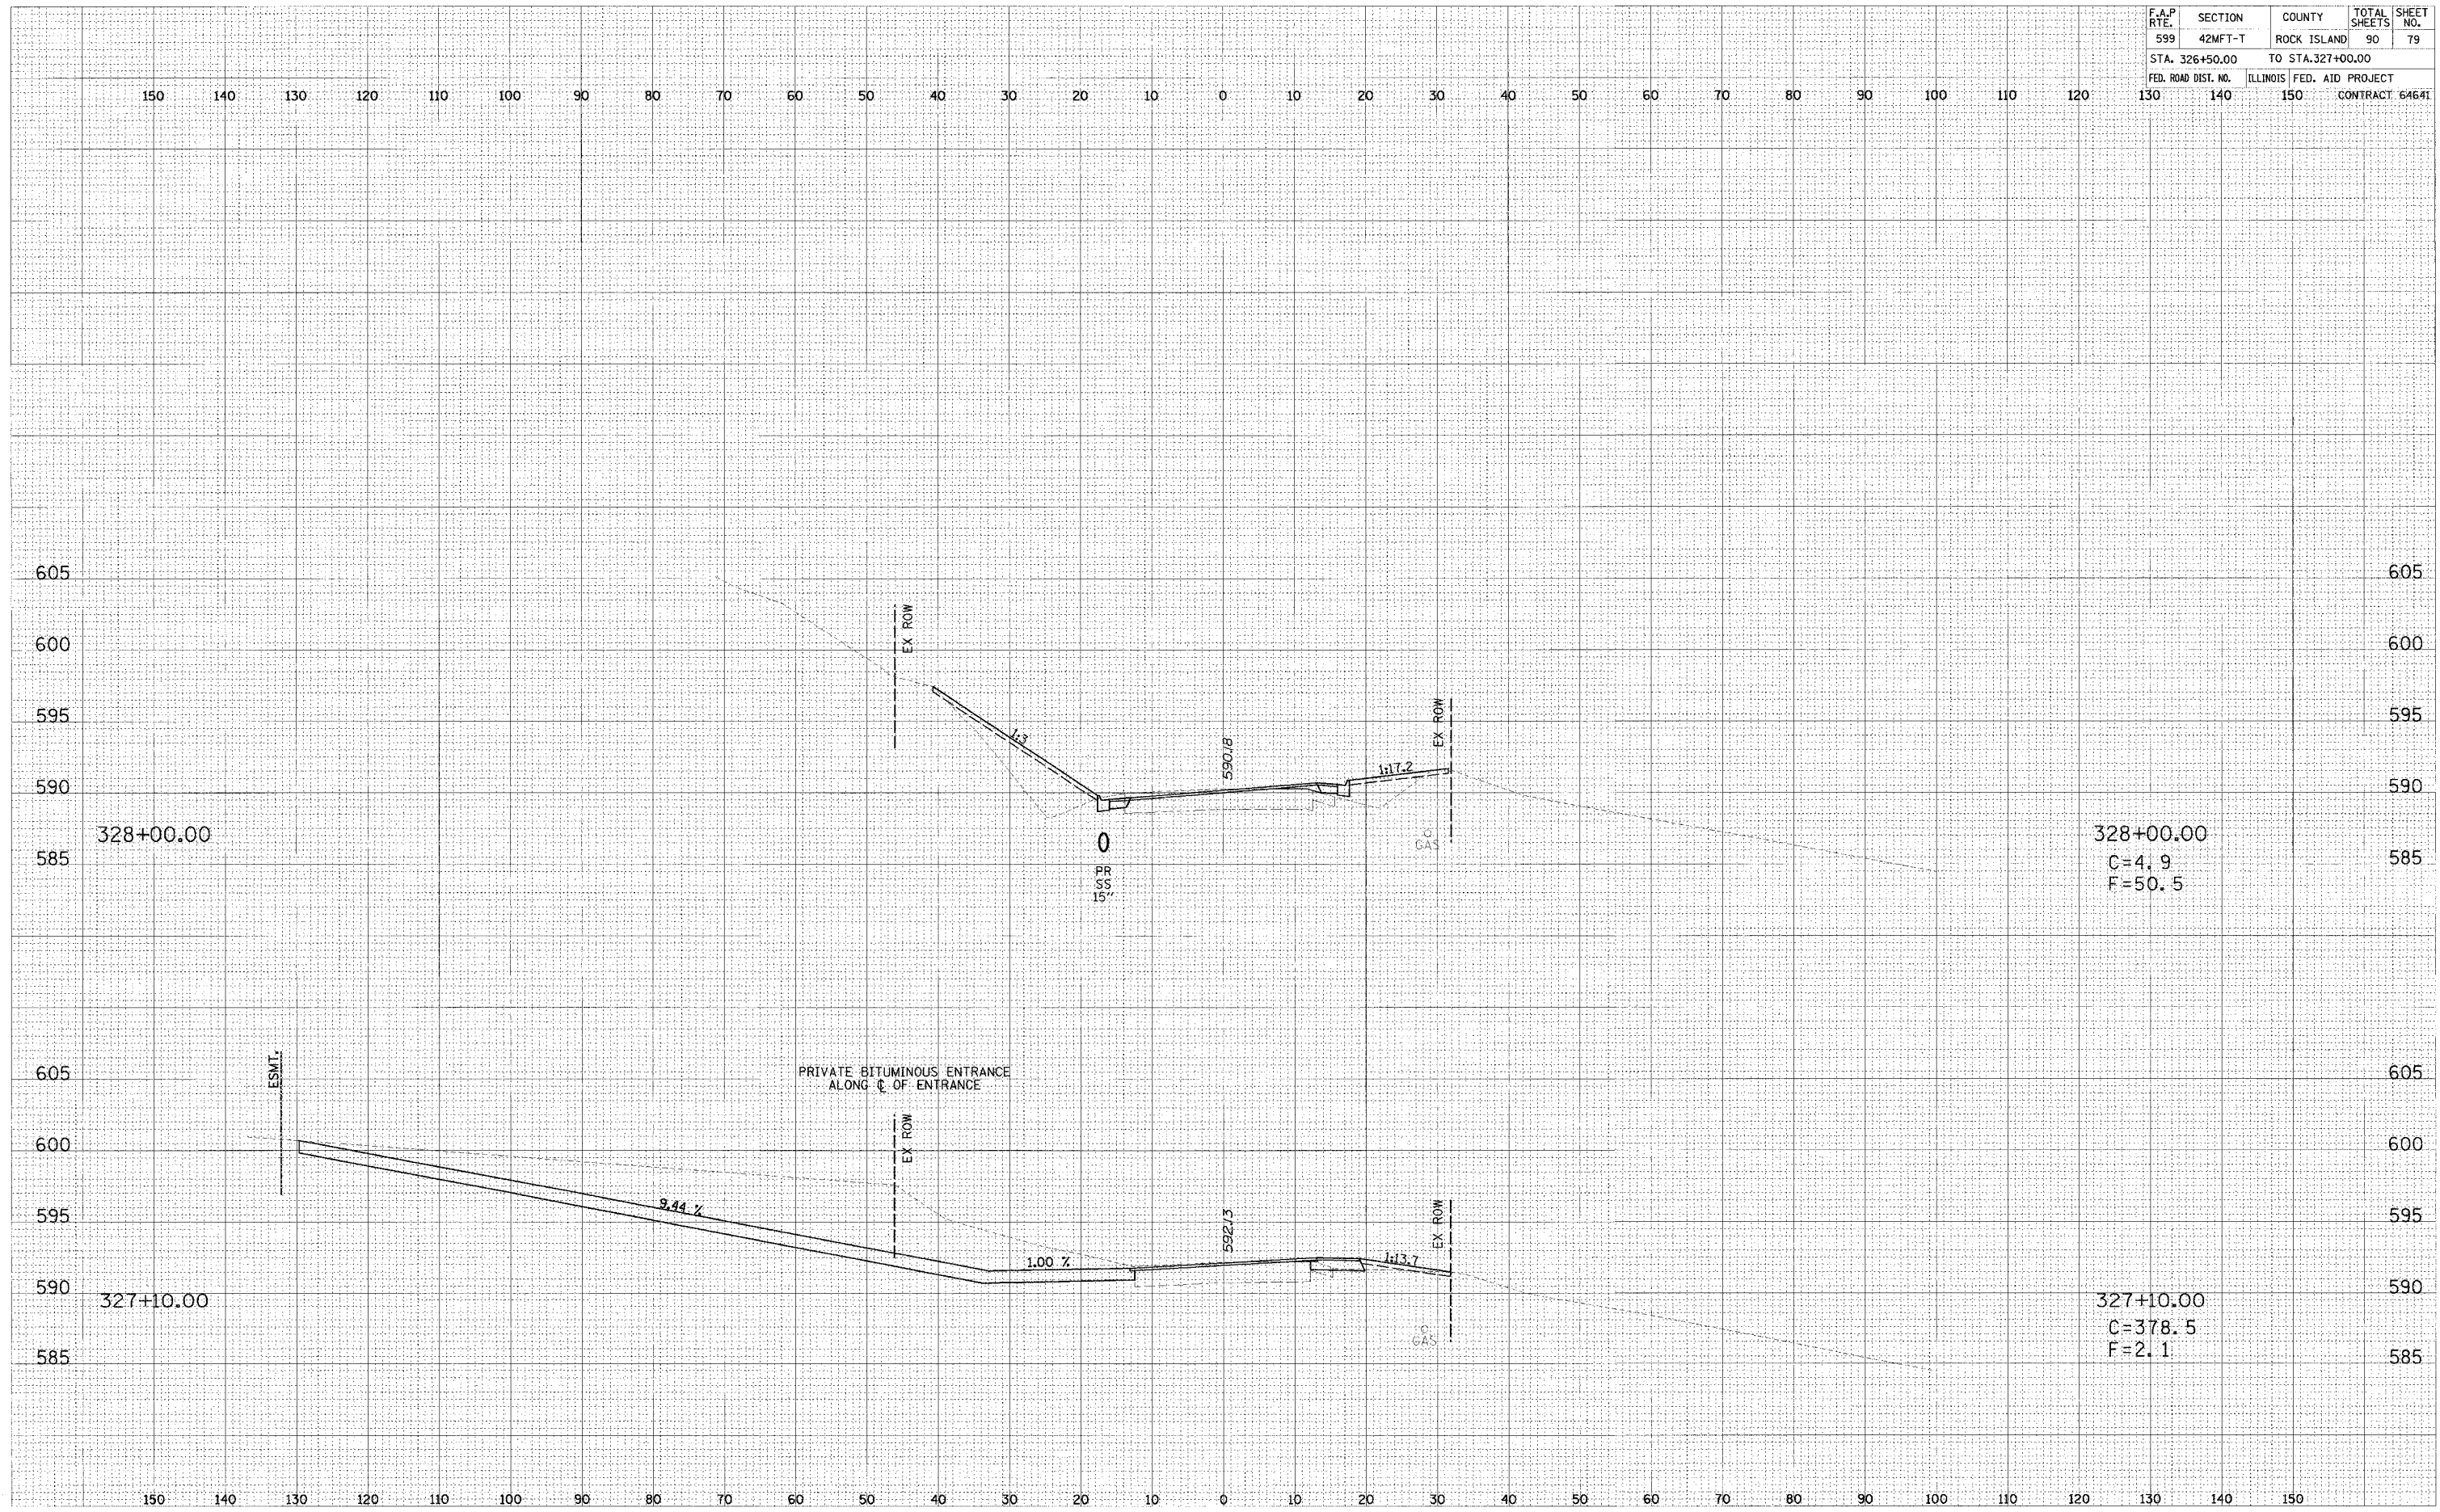 F.A.P RTE. SECTION COUNTY TOTAL SHEETS SHEET NO.
599 42MFT-T ROCK ISLAND 90 79
STA. 326+50.00 TO STA.327+00.00
FED. ROAD DIST. NO. ILLINOIS FED. AID PROJECT
CONTRACT 64641
150 140 130 120 110 100 90 80 70 60 50 40 30 20 10 0 10 20 30 40 50 60 70 80 90 100 110 120 130 140 150
605 605
600 EX ROW 600
595 EX ROW 595
1:3
590.18
1:17.2
590 590
328+00.00 328+00.00
GAS
585 585
C=4.9
F=50.5
PR
SS
15"
ESMT.
605 605
PRIVATE BITUMINOUS ENTRANCE
ALONG ℄ OF ENTRANCE
600 EX ROW 600
595 EX ROW 595
9.44 %
592.13
1.00 %
1:13.7
590 590
327+10.00 327+10.00
C=378.5
GAS
F=2.1
585 585
150 140 130 120 110 100 90 80 70 60 50 40 30 20 10 0 10 20 30 40 50 60 70 80 90 100 110 120 130 140 150